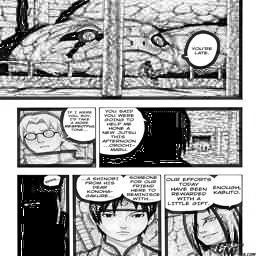 YOU'RE
LATE.
YOU SAID
YOU WERE
GOING TO
HELP ME
HONE A
NEW JUTSU
THIS
AFTERNOON
...OROCHI-
MARU.
IF I WERE
YOU, BOY,
I'D TAKE
A MORE
RESPECTFUL
TONE...
ENOUGH,
KABUTO.
OUR EFFORTS
TODAY
HAVE BEEN
REWARDED
WITH A
LITTLE GIFT.
SOMEONE
FOR OUR
FRIEND
HERE TO
REMINISCE
WITH...
...A SHINOBI
FROM HIS
DEAR
KONOHA-
GAKURE...